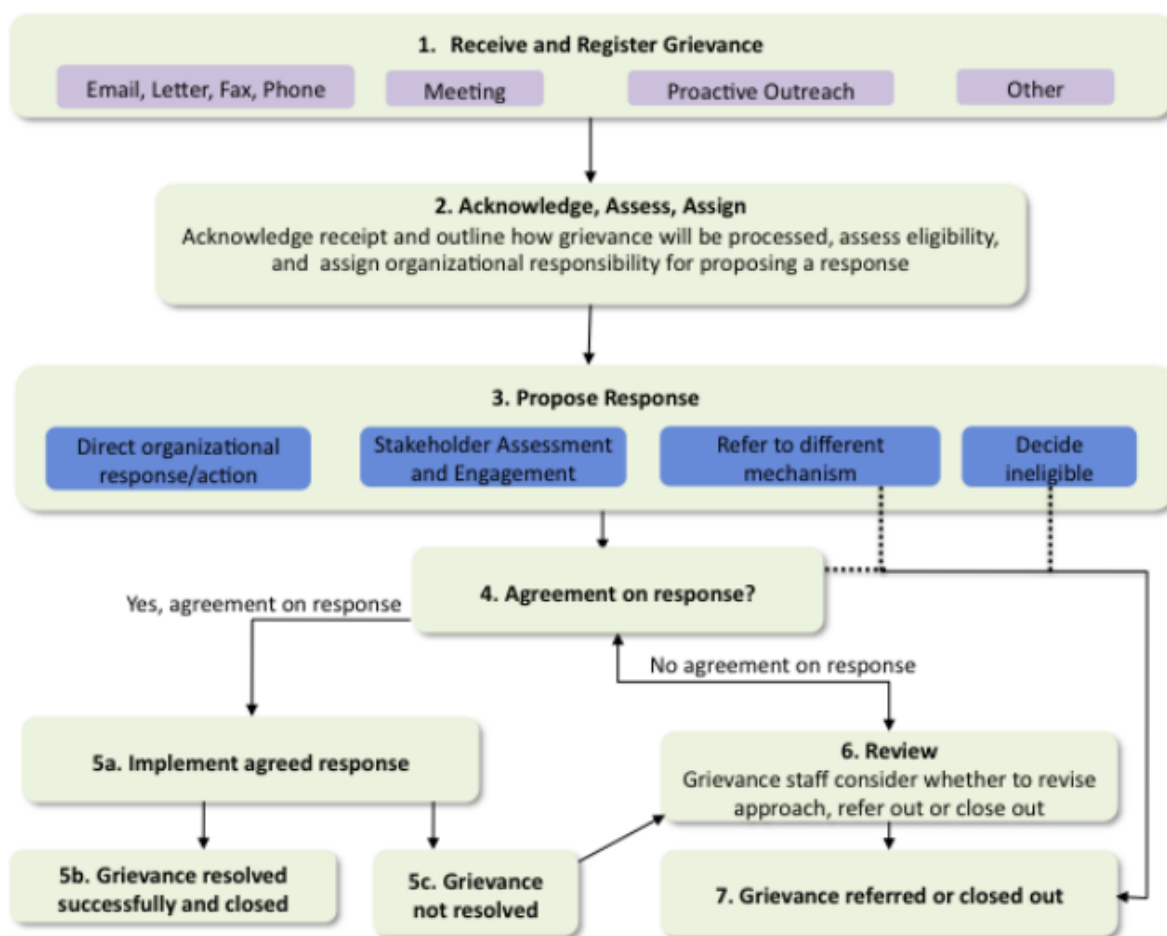 1. Receive and Register Grievance
Email, Letter, Fax, Phone
Meeting
Proactive Outreach
Other
2. Acknowledge, Assess, Assign
Acknowledge receipt and outline how grievance will be processed, assess eligibility,
and assign organizational responsibility for proposing a response
3. Propose Response
Direct organizational
response/action
Stakeholder Assessment
and Engagement
Refer to different
mechanism
Decide
ineligible
4. Agreement on response?
Yes, agreement on response
No agreement on response
5a. Implement agreed response
6. Review
Grievance staff consider whether to revise
approach, refer out or close out
5b. Grievance resolved
successfully and closed
5c. Grievance
not resolved
7. Grievance referred or closed out